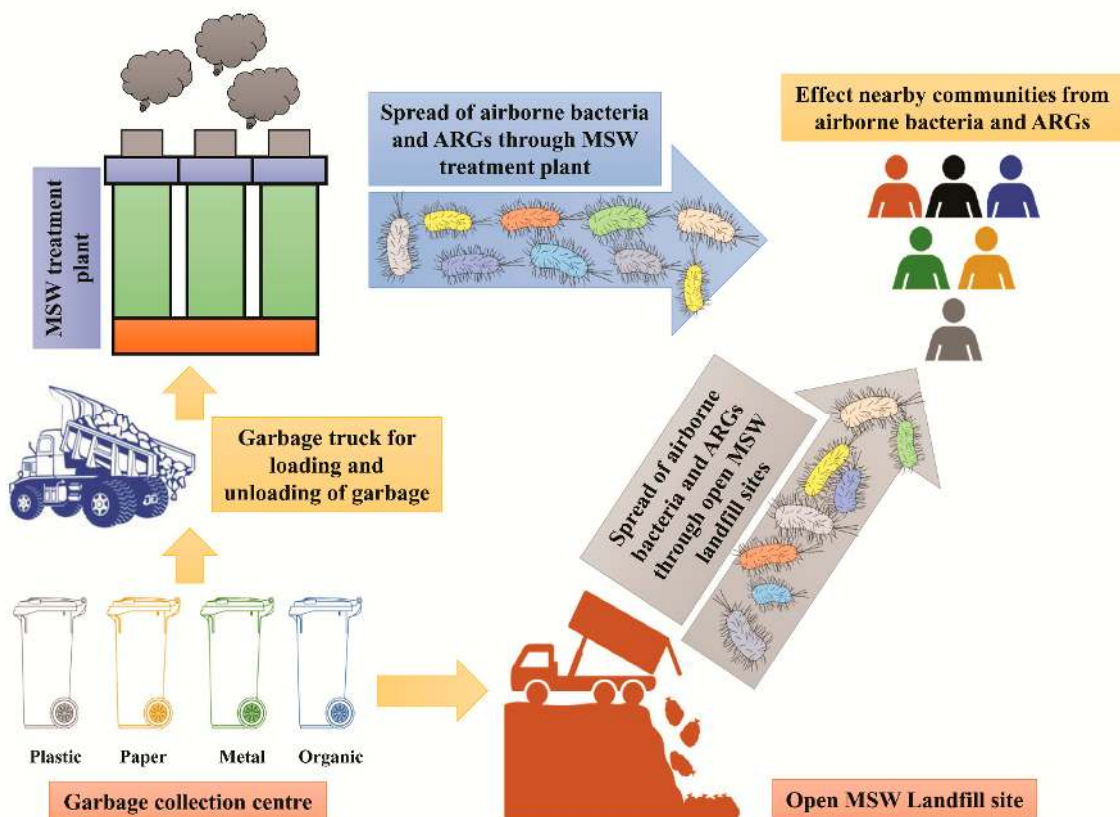 Spread of airborne bacteria
and ARGs through MSW
treatment plant
Effect nearby communities from
airborne bacteria and ARGs
MSW treatment
plant
Garbage truck for
loading and
unloading of garbage
Spread of airborne
bacteria and ARGs
through open MSW
landfill sites
Plastic
Paper
Metal
Organic
Garbage collection centre
Open MSW Landfill site